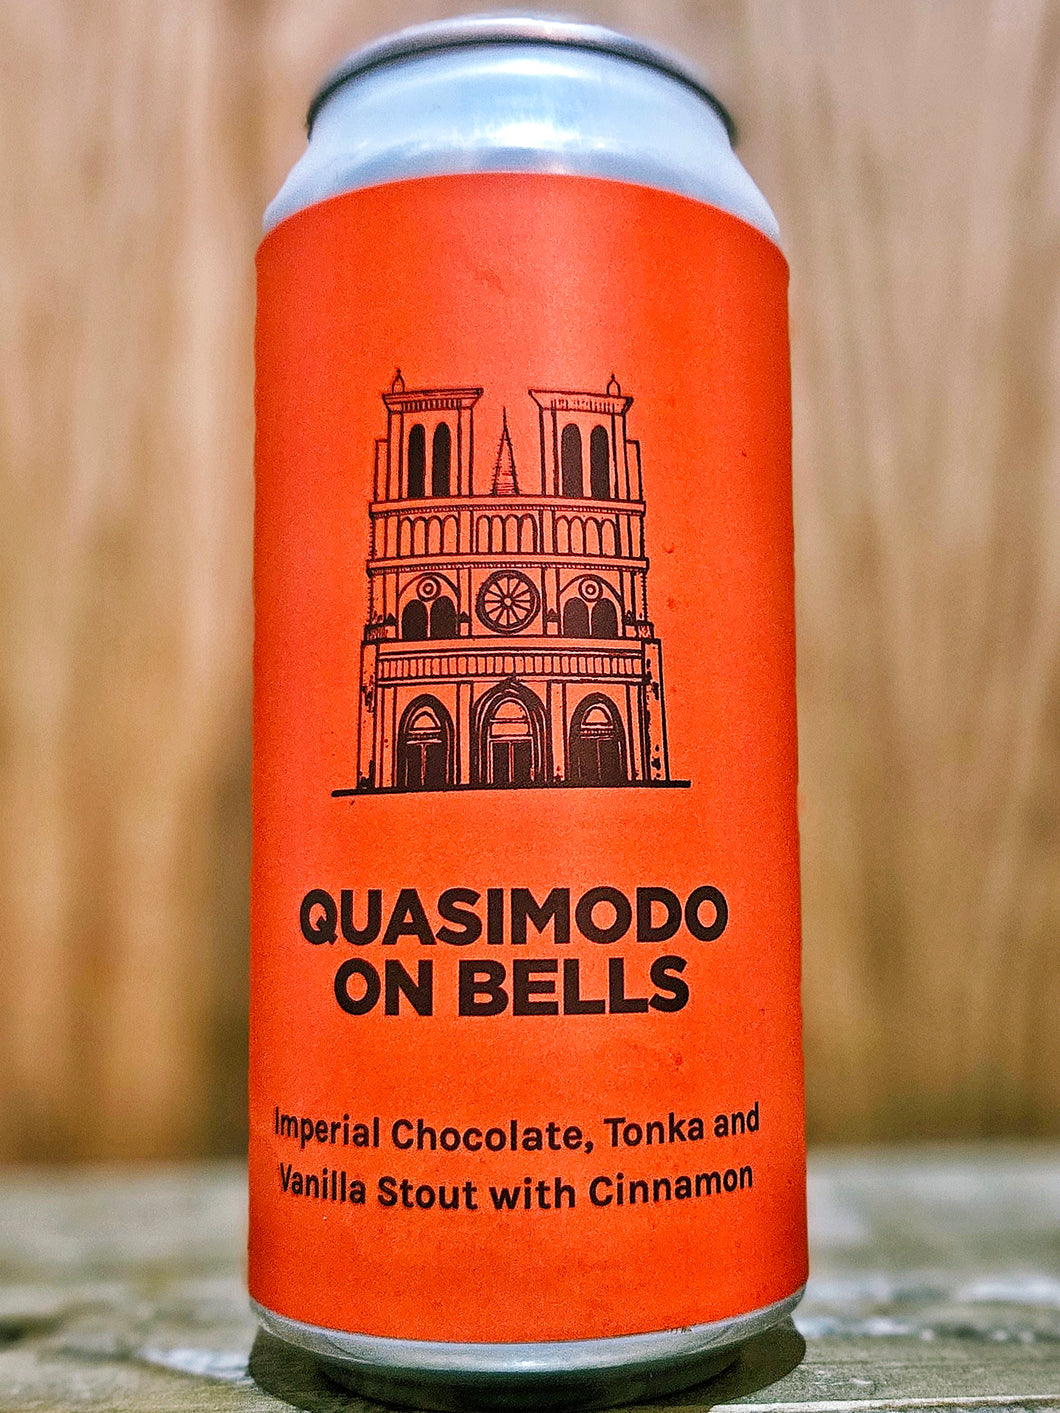 QUASIMODO
ON BELLS
Imperial Chocolate, Tonka and
Vanilla Stout with Cinnamon